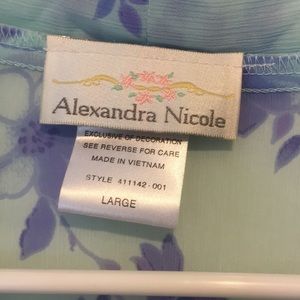 Alexandra Nicole
EXCLUSIVE OF DECORATION
SEE REVERSE FOR CARE
MADE IN VIETNAM
STYLE 411142-001
LARGE